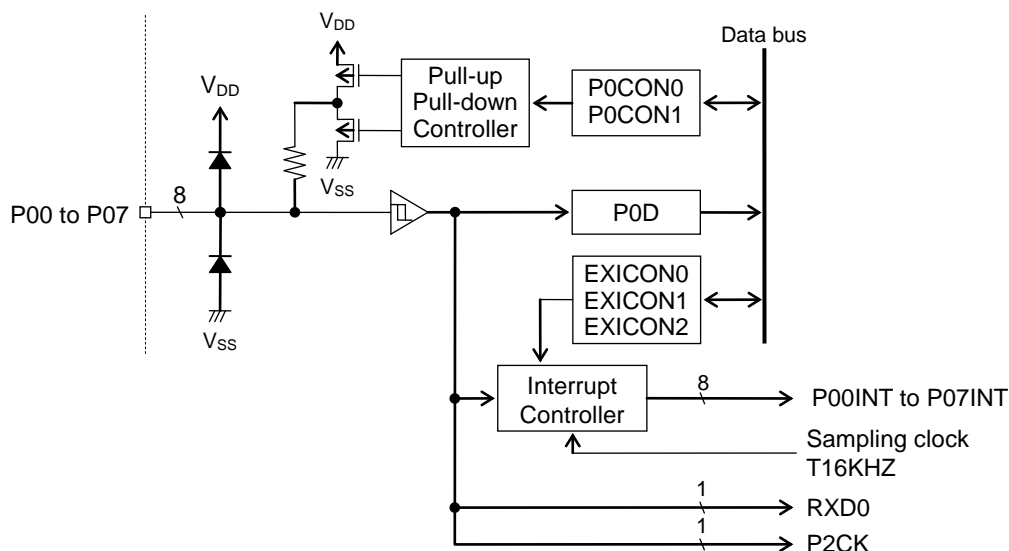 VDD
Data bus
Pull-up
Pull-down
Controller
P0CON0
P0CON1
VDD
VSS
8
P00 to P07
P0D
EXICON0
EXICON1
EXICON2
VSS
Interrupt
Controller
8
P00INT to P07INT
Sampling clock
T16KHZ
1
RXD0
1
P2CK